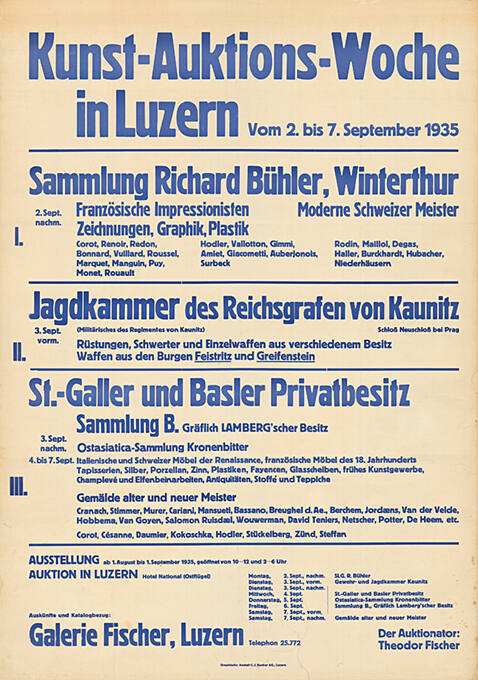 Kunst-Auktions-Woche
in Luzern Vom 2. bis 7. September 1935
Sammlung Richard Bühler, Winterthur
I.
2. Sept. nachm.
Französische Impressionisten
Zeichnungen, Graphik, Plastik
Moderne Schweizer Meister
Corot, Renoir, Redon,
Bonnard, Vuillard, Roussel,
Marquet, Manguin, Puy,
Monet, Rouault
Hodler, Vallotton, Gimmi,
Amiet, Giacometti, Auberjonois,
Surbeck
Rodin, Maillol, Degas,
Haller, Burckhardt, Hubacher,
Niederhäusern
Jagdkammer des Reichsgrafen von Kaunitz
II.
3. Sept. vorm.
(Militärisches des Regimentes von Kaunitz) Schloß Neuschloß bei Prag
Rüstungen, Schwerter und Einzelwaffen aus verschiedenem Besitz
Waffen aus den Burgen Feistritz und Greifenstein
St.-Galler und Basler Privatbesitz
Sammlung B. Gräflich LAMBERG'scher Besitz
III.
3. Sept. nachm.
Ostasiatica-Sammlung Kronenbitter
4. bis 7. Sept. Italienische und Schweizer Möbel der Renaissance, französische Möbel des 18. Jahrhunderts
Tapisserien, Silber, Porzellan, Zinn, Plastiken, Fayencen, Glasscheiben, frühes Kunstgewerbe,
Champlevé und Elfenbeinarbeiten, Antiquitäten, Stoffe und Teppiche
Gemälde alter und neuer Meister
Cranach, Stimmer, Murer, Cariani, Mansueti, Bassano, Breughel d. Ae., Berchem, Jordæns, Van der Velde,
Hobbema, Van Goyen, Salomon Ruisdæl, Wouwerman, David Teniers, Netscher, Potter, De Heem. etc.
Corot, Césanne, Daumier, Kokoschka, Hodler, Stückelberg, Zünd, Steffan
AUSSTELLUNG ab 1. August bis 1. September 1935, geöffnet von 10—12 und 2—6 Uhr
AUKTION IN LUZERN Hotel National (Ostflügel)
Montag, 2. Sept., nachm. SLG. R. Bühler
Dienstag, 3. Sept., vorm. Gewehr- und Jagdkammer Kaunitz
Dienstag, 3. Sept., nachm.
Mittwoch, 4. Sept. St.-Galler und Basler Privatbesitz
Donnerstag, 5. Sept. Ostasiatica-Sammlung Kronenbitter
Freitag, 6. Sept. Sammlung B., Gräflich Lamberg'scher Besitz
Samstag, 7. Sept., vorm.
Samstag, 7. Sept., nachm. Gemälde alter und neuer Meister
Auskünfte und Katalogbezug:
Galerie Fischer, Luzern Telephon 25.772
Der Auktionator:
Theodor Fischer
Graphische Anstalt C. J. Bucher AG., Luzern